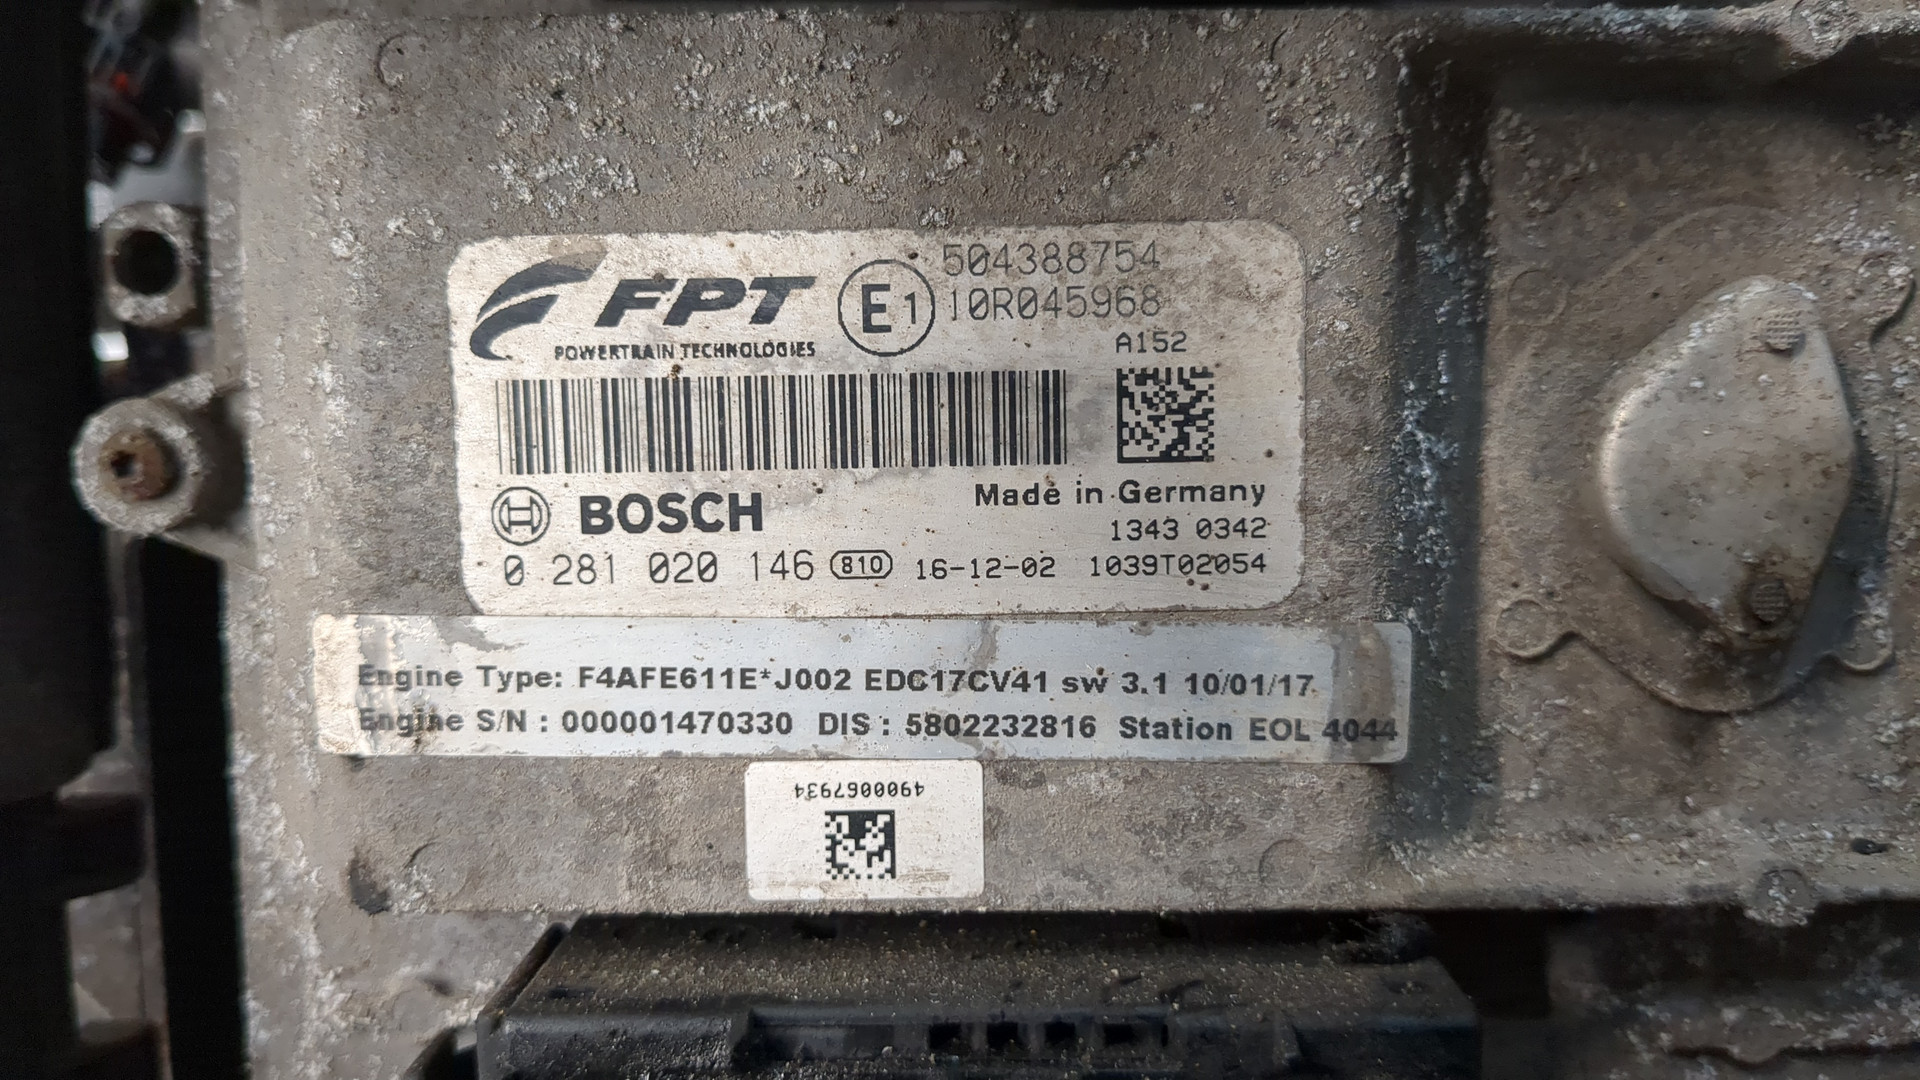 FPT
POWERTRAIN TECHNOLOGIES
E1
504388754
10R045968
A152
BOSCH
Made in Germany
1343 0342
0 281 020 146 810 16-12-02 1039T02054
Engine Type: F4AFE611E*J002 EDC17CV41 sw 3.1 10/01/17
Engine S/N : 000001470330 DIS : 5802232816 Station EOL 4044
4900067934